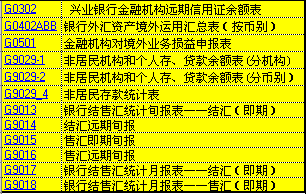 G0302 兴业银行金融机构远期信用证余额表
G0402ABB 银行外汇资产境外运用汇总表（按币别）
G0501 金融机构对境外业务损益申报表
G9029-1 非居民机构和个人存、贷款余额表(分机构)
G9029-2 非居民机构和个人存、贷款余额表(分币别)
G9029_4 非居民存款统计表
G9013 银行结售汇统计旬报表——结汇（即期）
G9014 结汇远期旬报
G9015 售汇即期旬报
G9016 售汇远期旬报
G9017 银行结售汇统计月报表——结汇（即期）
G9018 银行结售汇统计月报表——售汇（即期）